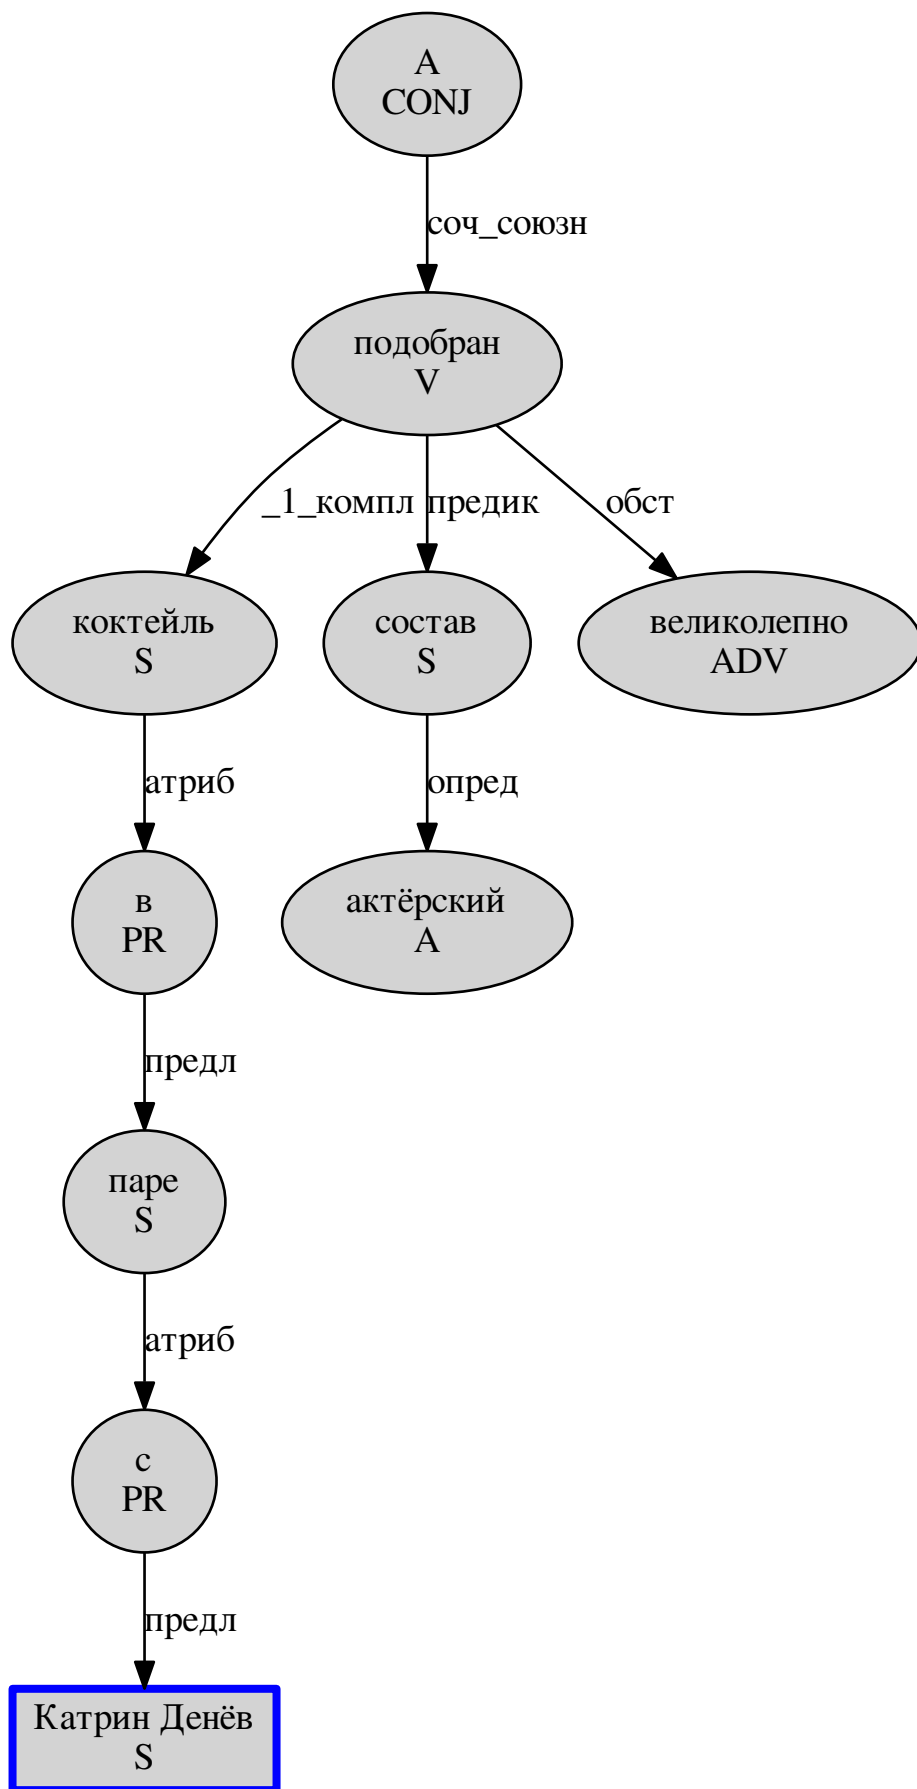 А
CONJ
соч_союзн
подобран
V
_1_компл предик обст
коктейль состав великолепно
S S ADV
атриб опред
в актёрский
PR А
предл
паре
S
атриб
с
PR
предл
Катрин Денёв
S